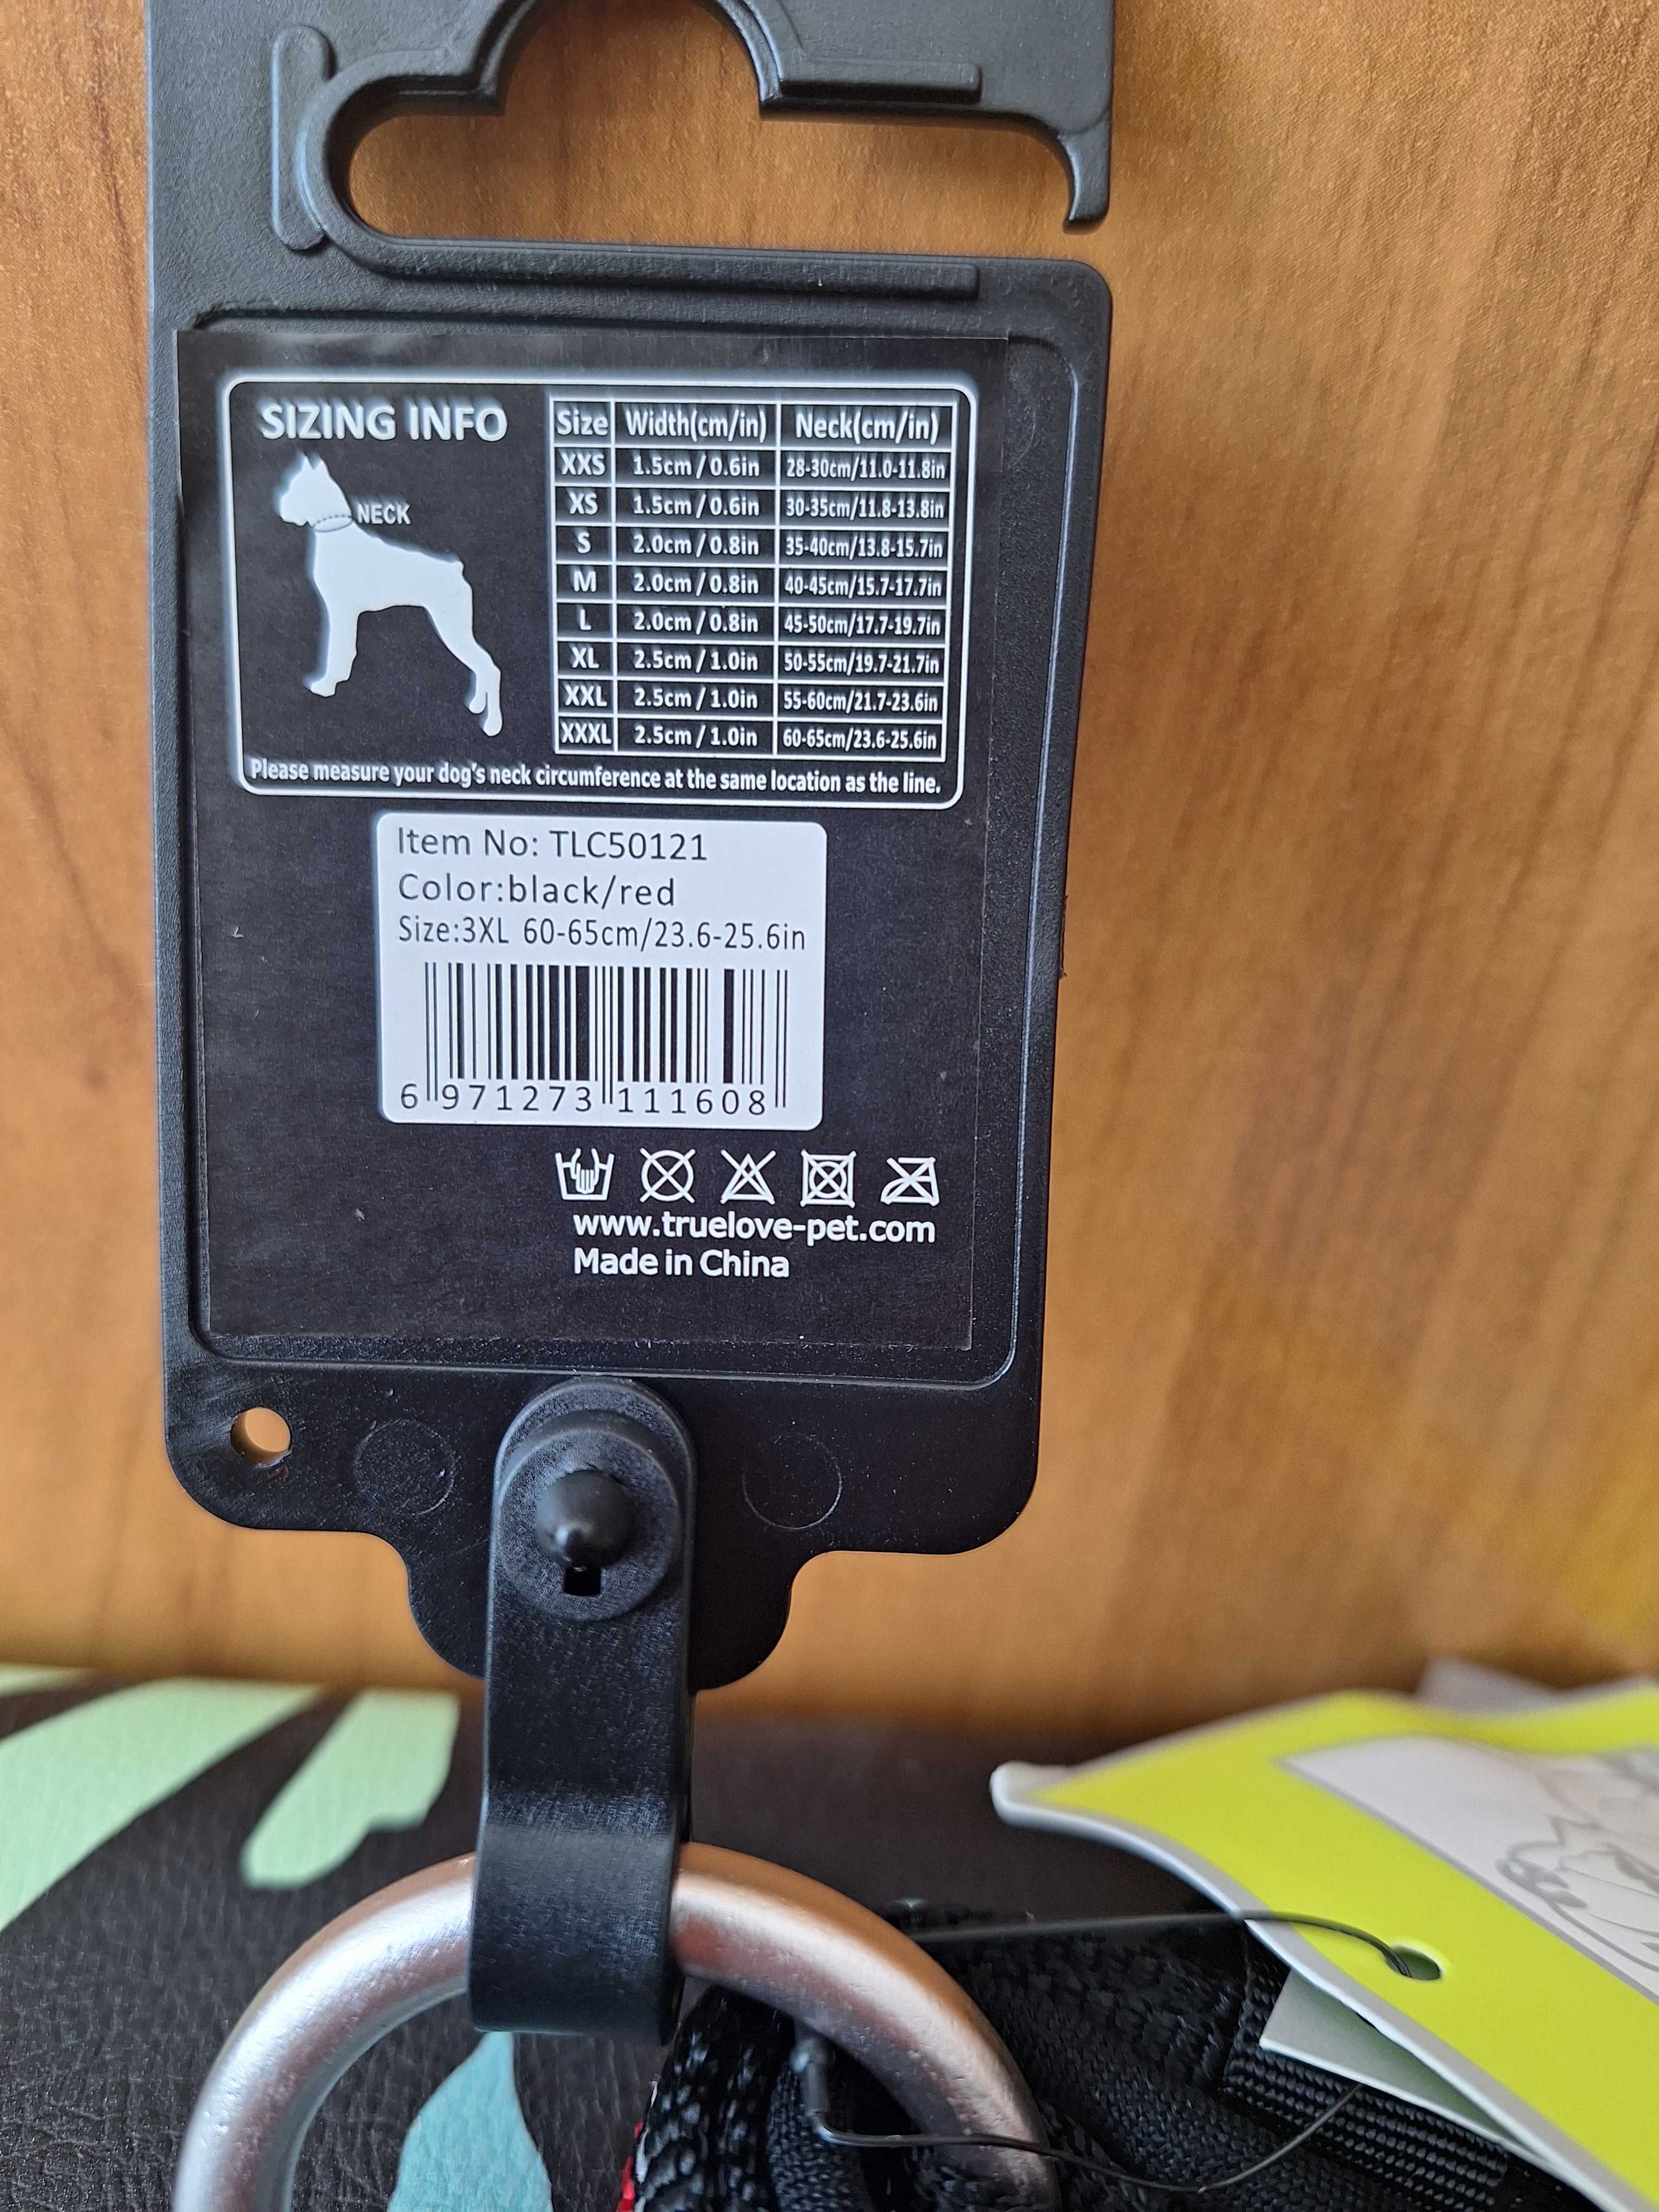 SIZING INFO
NECK
Size Width(cm/in) Neck(cm/in)
XXS 1.5cm/0.6in 28-30cm/11.0-11.8in
XS 1.5cm/0.6in 30-35cm/11.8-13.8in
S 2.0cm/0.8in 35-40cm/13.8-15.7in
M 2.0cm/0.8in 40-45cm/15.7-17.7in
L 2.0cm/0.8in 45-50cm/17.7-19.7in
XL 2.5cm/1.0in 50-55cm/19.7-21.7in
XXL 2.5cm/1.0in 55-60cm/21.7-23.6in
XXXL 2.5cm/1.0in 60-65cm/23.6-25.6in
Please measure your dog's neck circumference at the same location as the line.
Item No: TLC50121
Color:black/red
Size:3XL 60-65cm/23.6-25.6in
6 971273 111608
www.truelove-pet.com
Made in China